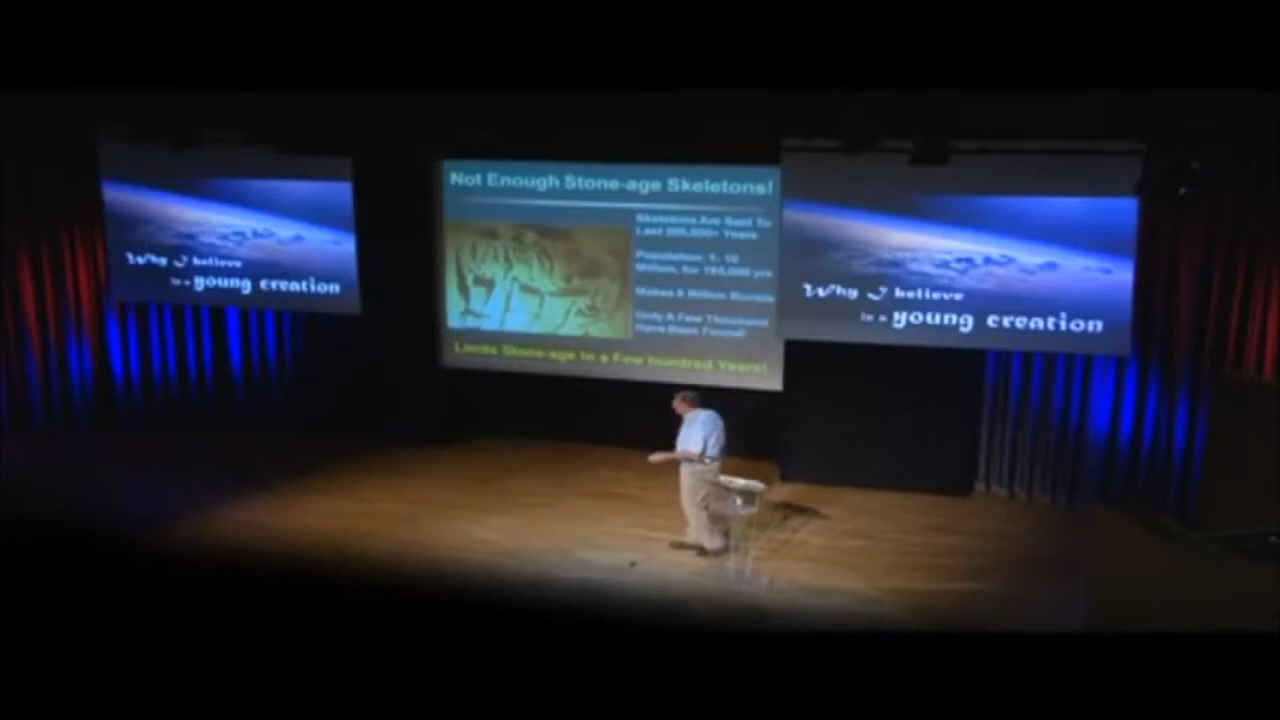 Why I believe
in a young creation
Not Enough Stone-age Skeletons!
Skeletons Are Said To
Last 200,000+ Years
Population: 1- 10
Million, for 185,000 yrs
Makes 8 Million Burials
Only A Few Thousand
Have Been Found!
Limits Stone-age to a Few hundred Years!
Why I believe
in a young creation